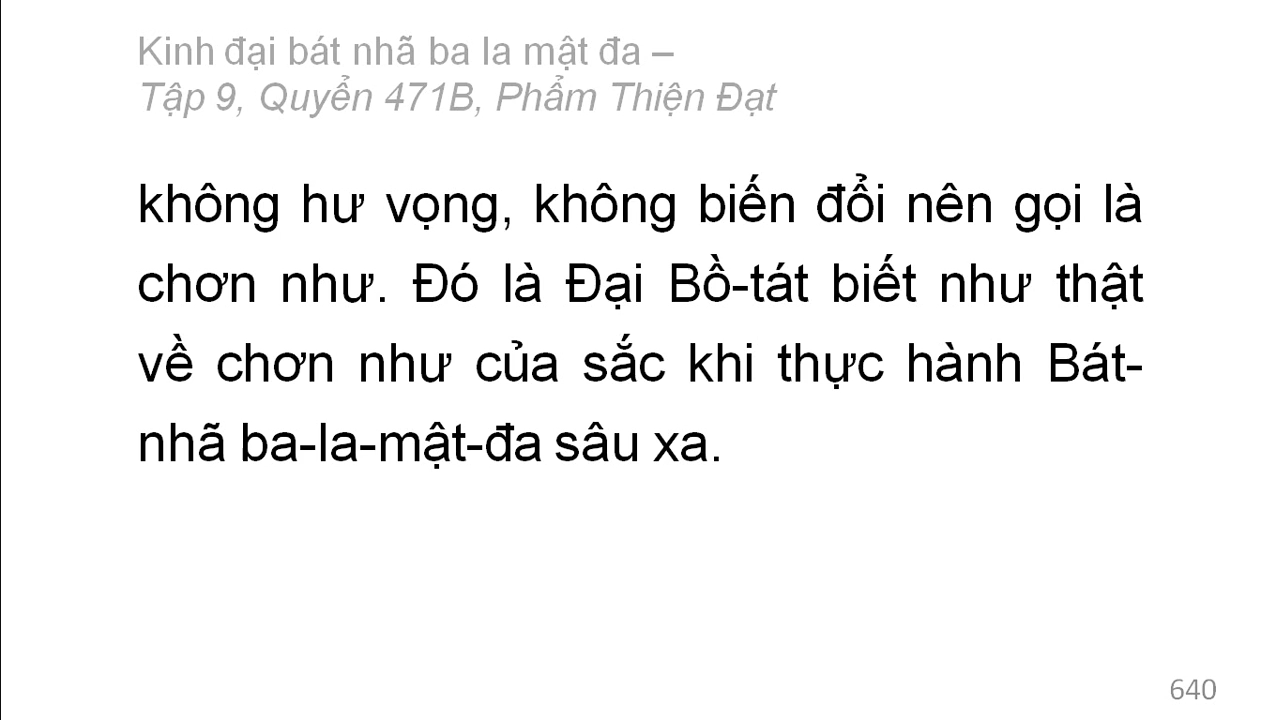 Kinh đại bát nhã ba la mật đa –
Tập 9, Quyển 471B, Phẩm Thiện Đạt
không hư vọng, không biến đổi nên gọi là
chơn như. Đó là Đại Bồ-tát biết như thật
về chơn như của sắc khi thực hành Bát-
nhã ba-la-mật-đa sâu xa.
640